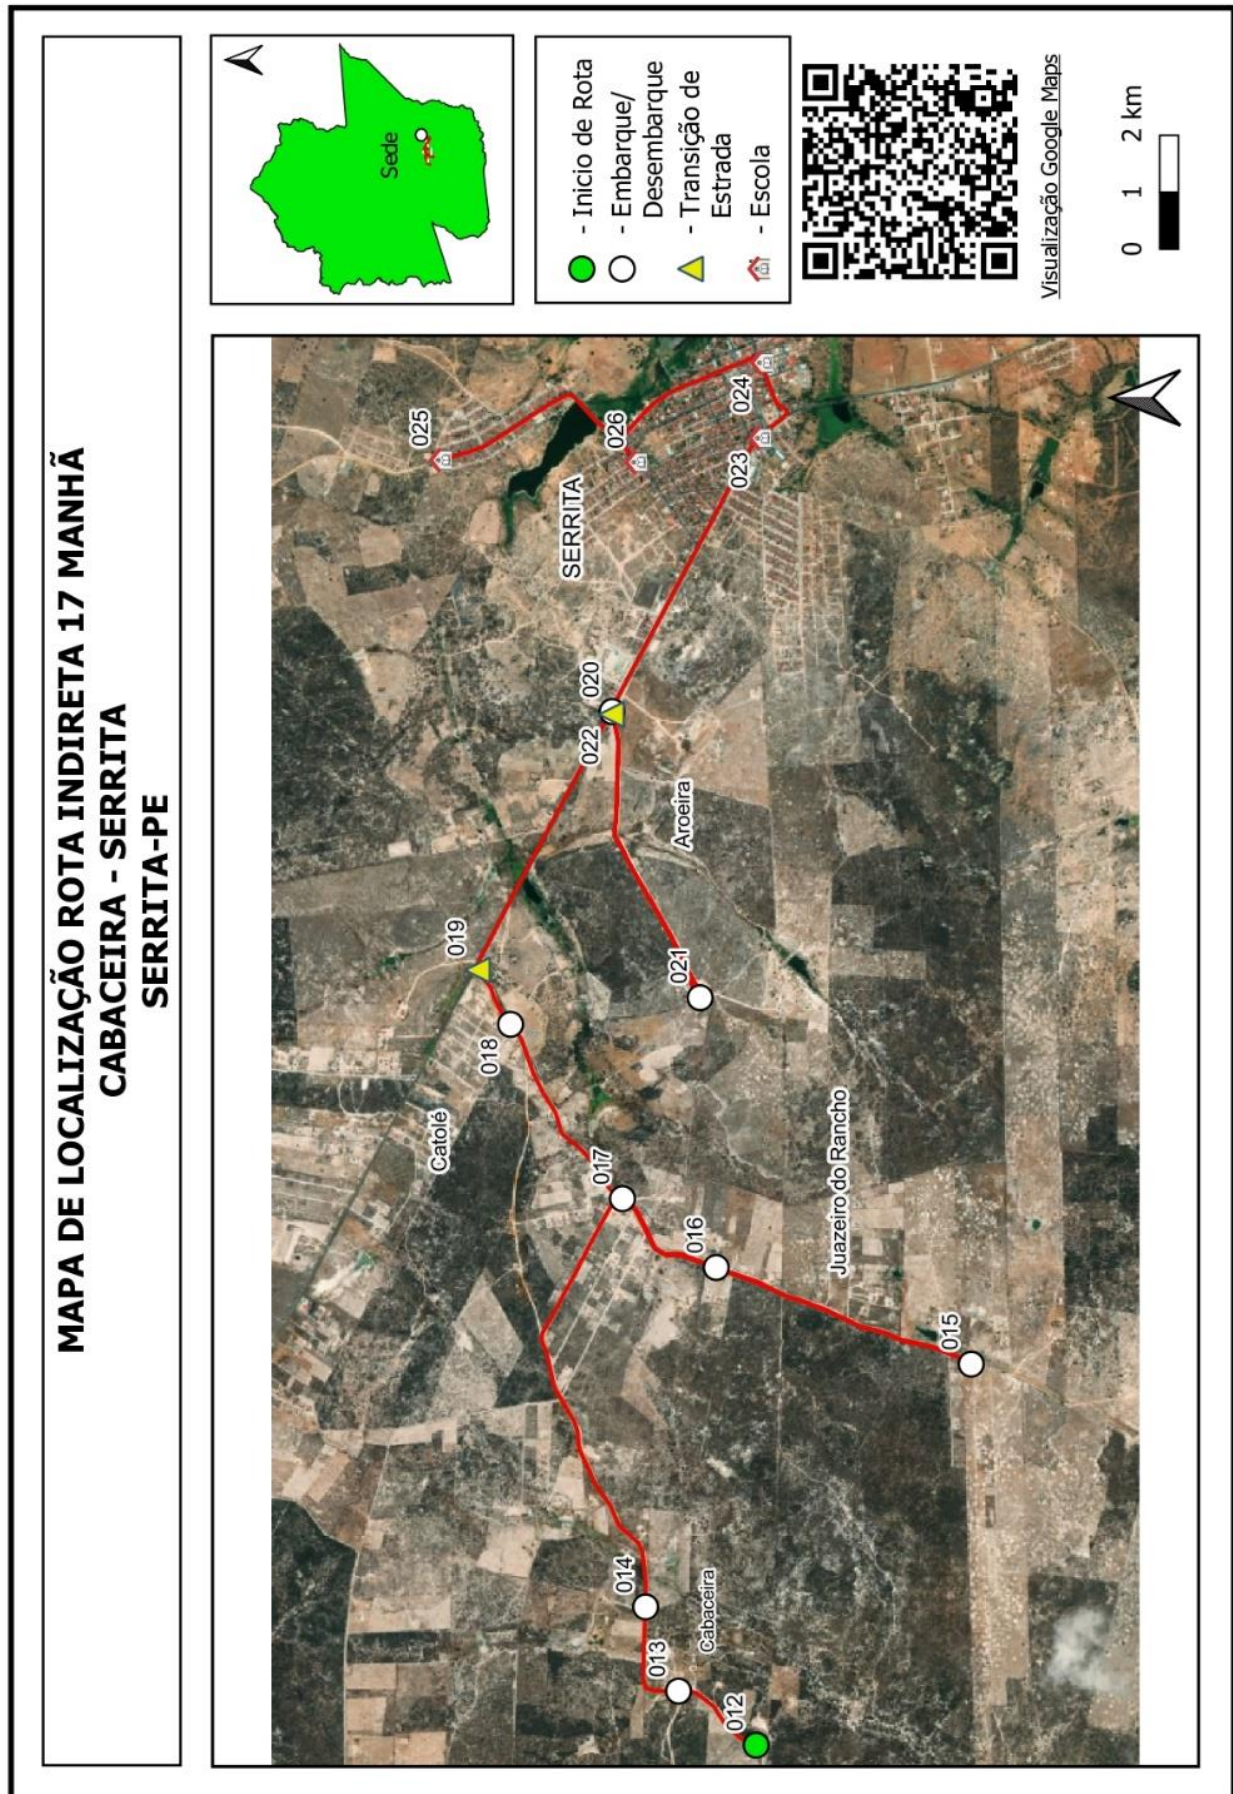 MAPA DE LOCALIZAÇÃO ROTA INDIRETA 17 MANHÃ
CABACEIRA - SERRITA
SERRITA-PE
Sede
- Inicio de Rota
- Embarque/
Desembarque
- Transição de
Estrada
- Escola
Visualização Google Maps
0 1 2 km
025
026
024
023
SERRITA
020
022
Aroeira
019
021
018
Catolé
017
016
Juazeiro do Rancho
015
014
Cabaceira
013
012